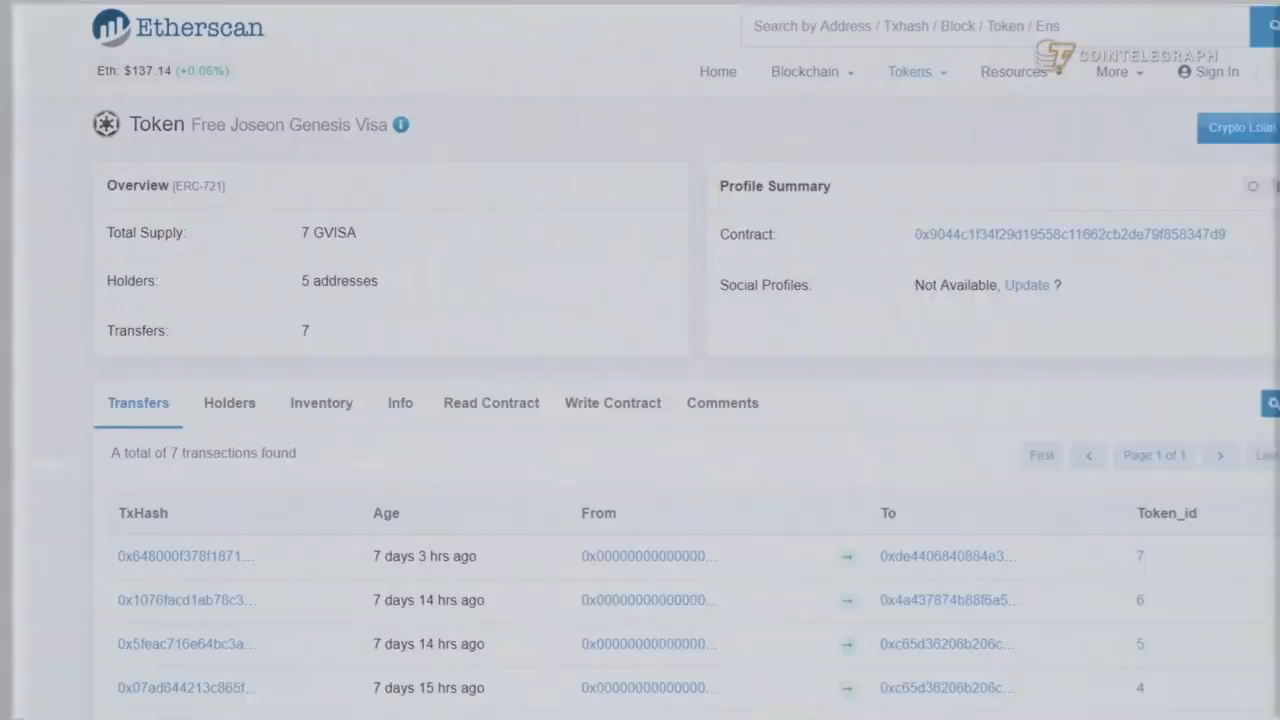 Etherscan
Search by Address / Txhash / Block / Token / Ens
COINTELEGRAPH
Eth: $137.14 (+0.06%)
Home Blockchain Tokens Resources More Sign In
Token Free Joseon Genesis Visa
Crypto Loan
Overview [ERC-721]
Profile Summary
Total Supply: 7 GVISA
Contract: 0x9044c1f34f29d19558c11662cb2de79f858347d9
Holders: 5 addresses
Social Profiles: Not Available, Update ?
Transfers: 7
Transfers Holders Inventory Info Read Contract Write Contract Comments
A total of 7 transactions found
First < Page 1 of 1 >
TxHash Age From To Token_id
0x648000f378f1871... 7 days 3 hrs ago 0x00000000000000... → 0xde4406840884e3... 7
0x1076facd1ab78c3... 7 days 14 hrs ago 0x00000000000000... → 0x4a437874b88f6a5... 6
0x5feac716e64bc3a... 7 days 14 hrs ago 0x00000000000000... → 0xc65d36206b206c... 5
0x07ad644213c865f... 7 days 15 hrs ago 0x00000000000000... → 0xc65d36206b206c... 4